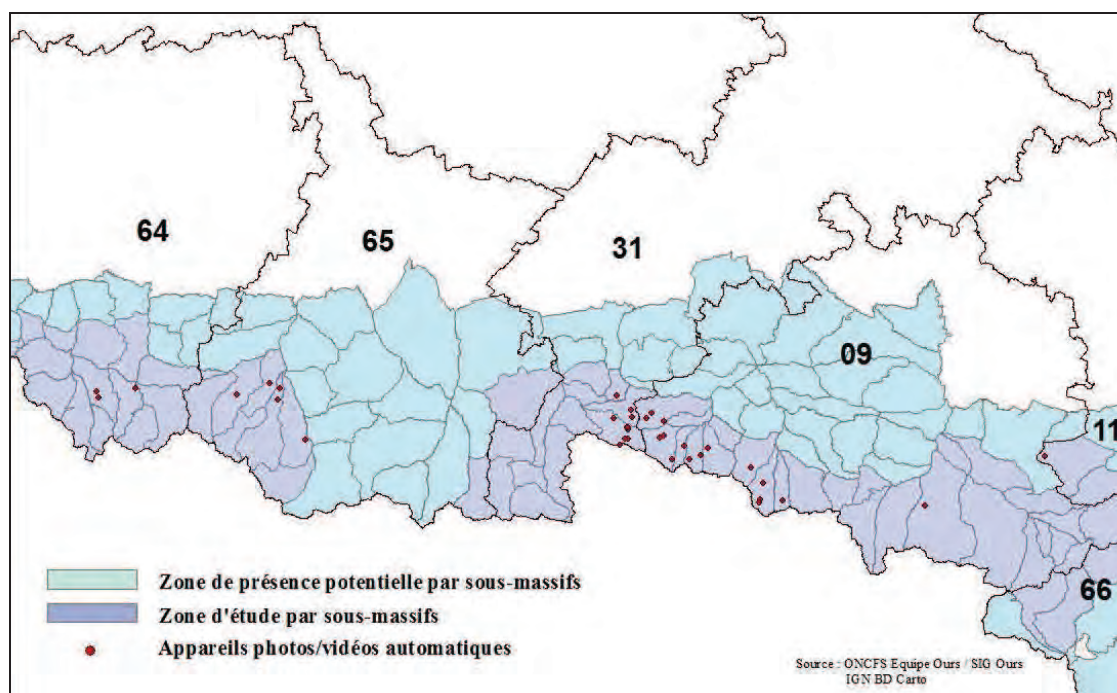 64
65
31
09
11
66
Zone de présence potentielle par sous-massifs
Zone d'étude par sous-massifs
Appareils photos/vidéos automatiques
Source : ONCFS Equipe Ours / SIG Ours
IGN BD Carto